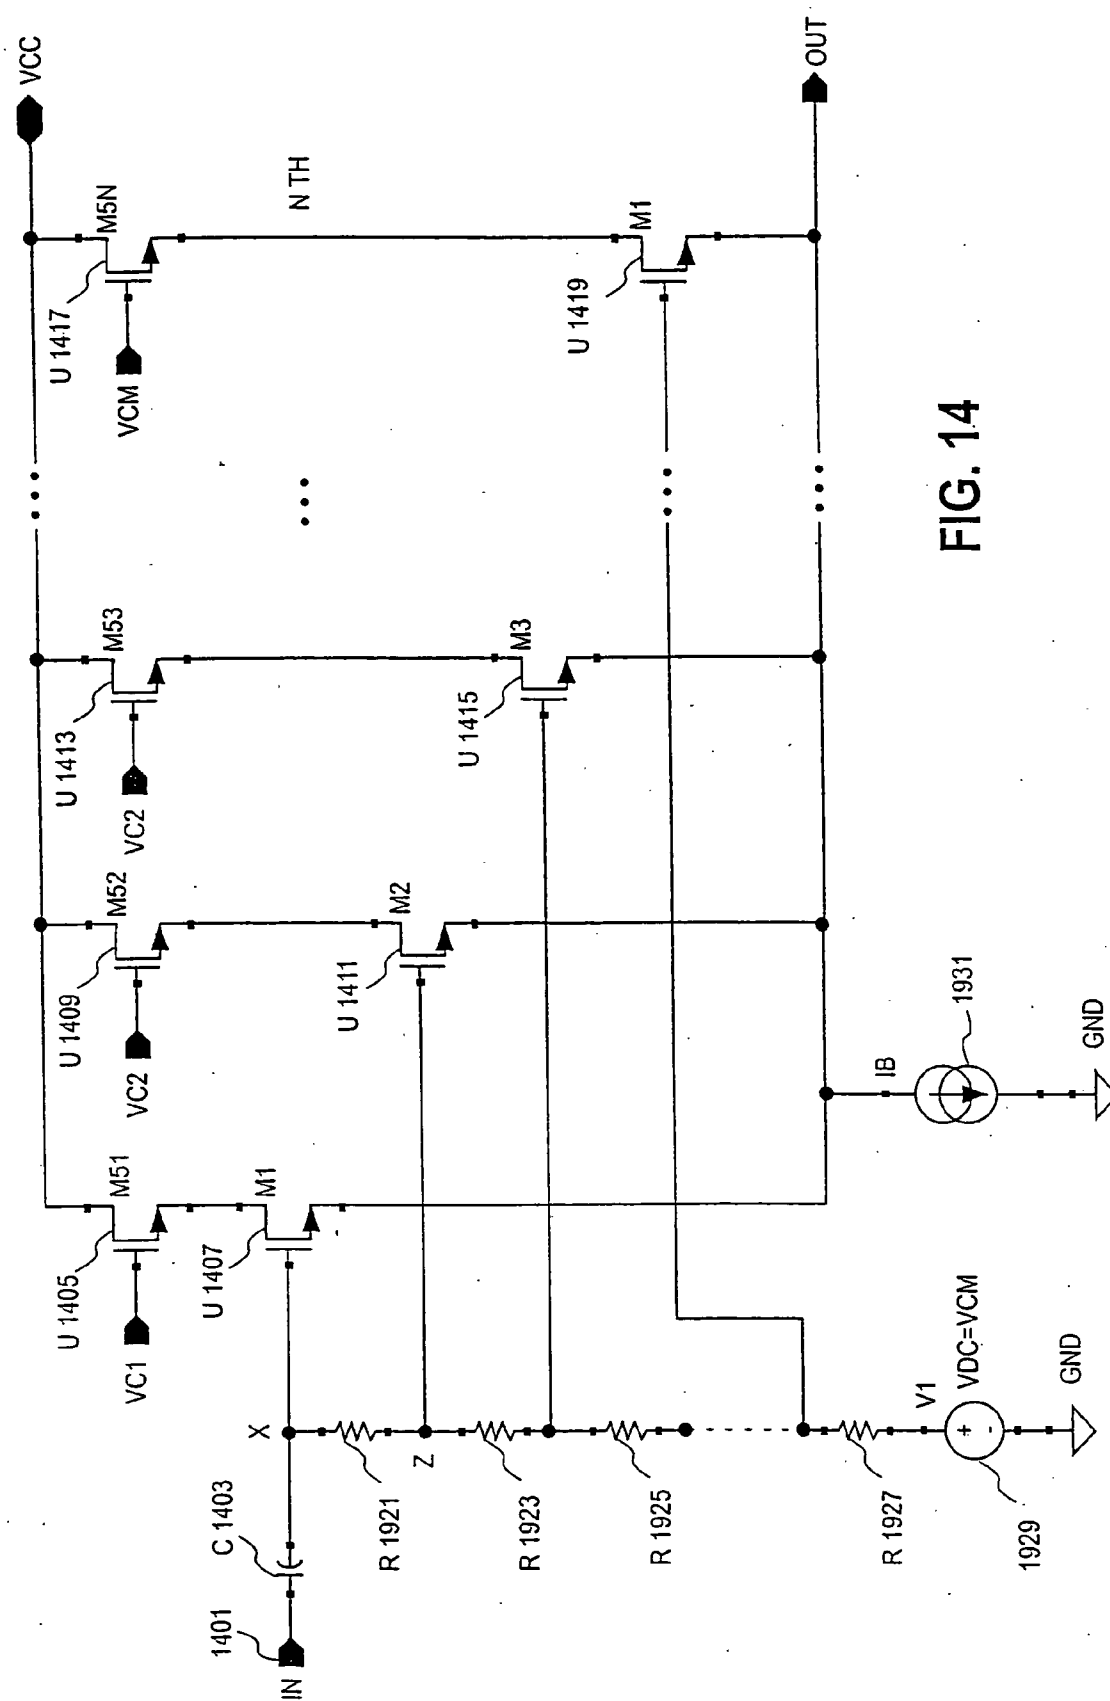 VCC
M5N
U 1417
VCM
N TH
M1
U 1419
OUT
M53
U 1413
VC2
M3
U 1415
M52
U 1409
VC2
M2
U 1411
M51
U 1405
VC1
M1
U 1407
IB
1931
GND
X
Z
C 1403
1401
IN
R 1921
R 1923
R 1925
R 1927
V1
VDC=VCM
1929
GND
FIG. 14